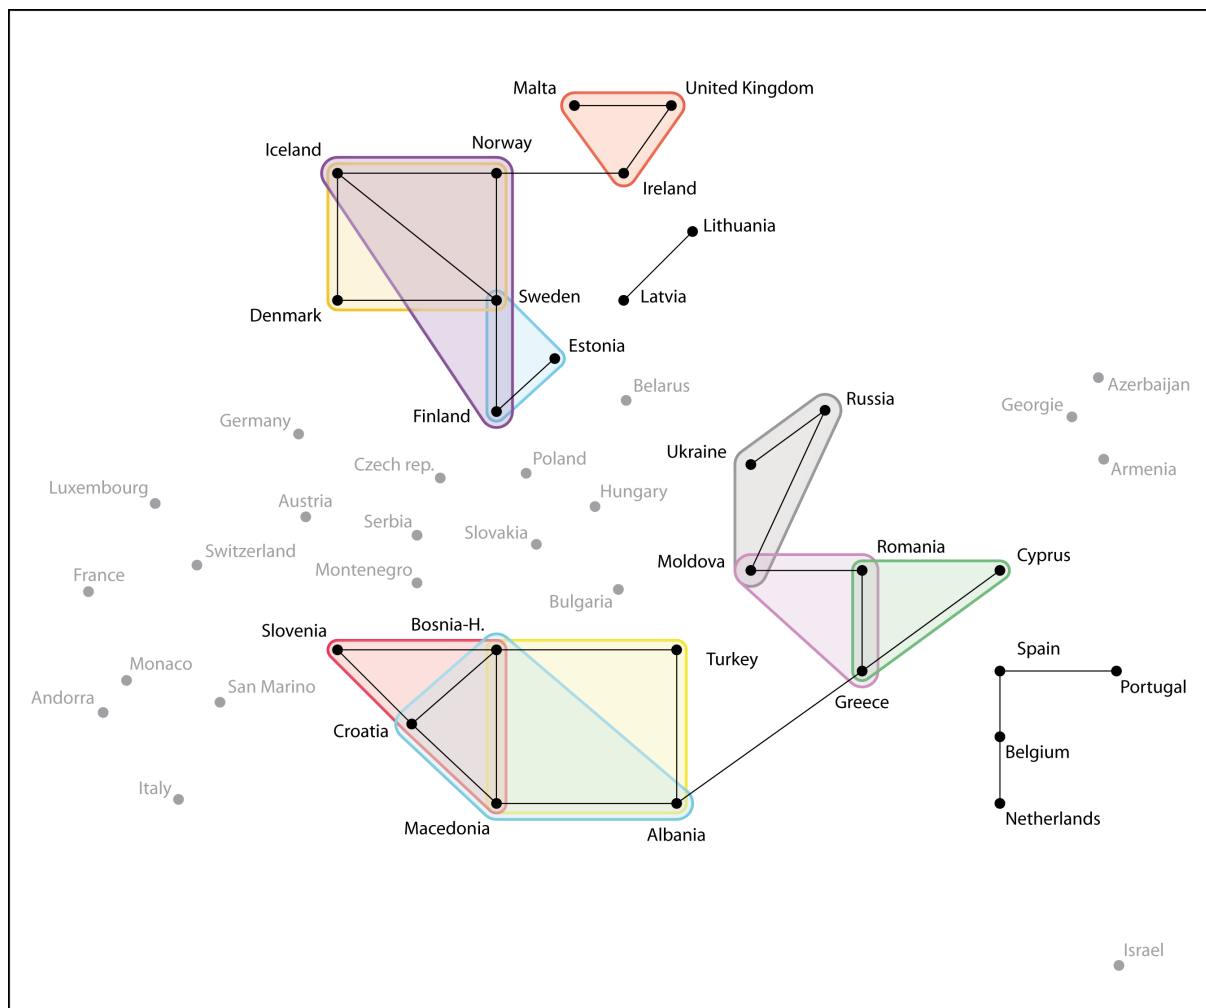 Malta
United Kingdom
Iceland
Norway
Ireland
Lithuania
Denmark
Sweden
Latvia
Estonia
Belarus
Azerbaijan
Georgie
Russia
Germany
Finland
Ukraine
Armenia
Czech rep.
Poland
Luxembourg
Austria
Hungary
Serbia
Slovakia
Switzerland
Romania
Cyprus
France
Montenegro
Moldova
Bulgaria
Slovenia
Bosnia-H.
Turkey
Spain
Monaco
Portugal
Andorra
San Marino
Greece
Croatia
Belgium
Italy
Macedonia
Albania
Netherlands
Israel